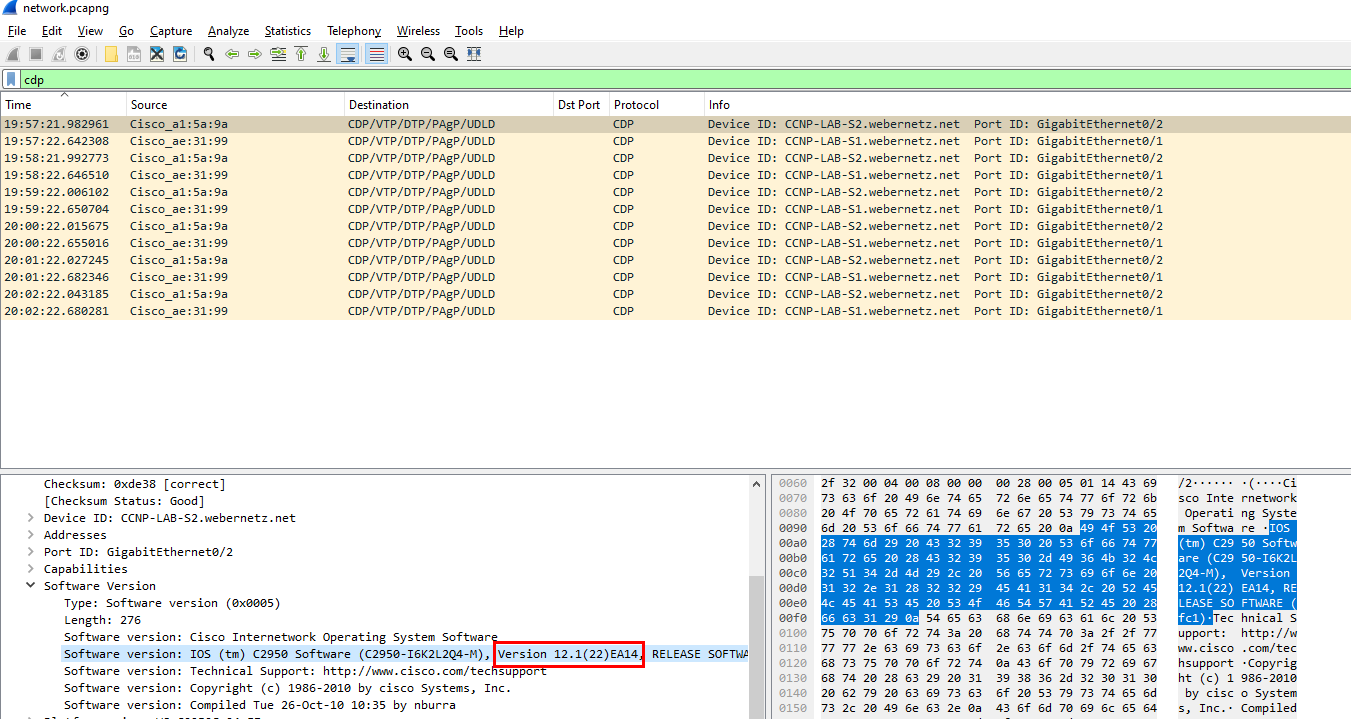 network.pcapng
File Edit View Go Capture Analyze Statistics Telephony Wireless Tools Help
cdp
Time Source Destination Dst Port Protocol Info
19:57:21.982961 Cisco_a1:5a:9a CDP/VTP/DTP/PAgP/UDLD CDP Device ID: CCNP-LAB-S2.webernetz.net Port ID: GigabitEthernet0/2
19:57:22.642308 Cisco_ae:31:99 CDP/VTP/DTP/PAgP/UDLD CDP Device ID: CCNP-LAB-S1.webernetz.net Port ID: GigabitEthernet0/1
19:58:21.992773 Cisco_a1:5a:9a CDP/VTP/DTP/PAgP/UDLD CDP Device ID: CCNP-LAB-S2.webernetz.net Port ID: GigabitEthernet0/2
19:58:22.646510 Cisco_ae:31:99 CDP/VTP/DTP/PAgP/UDLD CDP Device ID: CCNP-LAB-S1.webernetz.net Port ID: GigabitEthernet0/1
19:59:22.006102 Cisco_a1:5a:9a CDP/VTP/DTP/PAgP/UDLD CDP Device ID: CCNP-LAB-S2.webernetz.net Port ID: GigabitEthernet0/2
19:59:22.650704 Cisco_ae:31:99 CDP/VTP/DTP/PAgP/UDLD CDP Device ID: CCNP-LAB-S1.webernetz.net Port ID: GigabitEthernet0/1
20:00:22.015675 Cisco_a1:5a:9a CDP/VTP/DTP/PAgP/UDLD CDP Device ID: CCNP-LAB-S2.webernetz.net Port ID: GigabitEthernet0/2
20:00:22.655016 Cisco_ae:31:99 CDP/VTP/DTP/PAgP/UDLD CDP Device ID: CCNP-LAB-S1.webernetz.net Port ID: GigabitEthernet0/1
20:01:22.027245 Cisco_a1:5a:9a CDP/VTP/DTP/PAgP/UDLD CDP Device ID: CCNP-LAB-S2.webernetz.net Port ID: GigabitEthernet0/2
20:01:22.682346 Cisco_ae:31:99 CDP/VTP/DTP/PAgP/UDLD CDP Device ID: CCNP-LAB-S1.webernetz.net Port ID: GigabitEthernet0/1
20:02:22.043185 Cisco_a1:5a:9a CDP/VTP/DTP/PAgP/UDLD CDP Device ID: CCNP-LAB-S2.webernetz.net Port ID: GigabitEthernet0/2
20:02:22.680281 Cisco_ae:31:99 CDP/VTP/DTP/PAgP/UDLD CDP Device ID: CCNP-LAB-S1.webernetz.net Port ID: GigabitEthernet0/1
Checksum: 0xde38 [correct]
[Checksum Status: Good]
Device ID: CCNP-LAB-S2.webernetz.net
Addresses
Port ID: GigabitEthernet0/2
Capabilities
Software Version
Type: Software version (0x0005)
Length: 276
Software version: Cisco Internetwork Operating System Software
Software version: IOS (tm) C2950 Software (C2950-I6K2L2Q4-M), Version 12.1(22)EA14, RELEASE SOFTWA
Software version: Technical Support: http://www.cisco.com/techsupport
Software version: Copyright (c) 1986-2010 by cisco Systems, Inc.
Software version: Compiled Tue 26-Oct-10 10:35 by nburra
0060 2f 32 00 04 00 08 00 00 00 28 00 05 01 14 43 69 /2······ ·(····Ci
0070 73 63 6f 20 49 6e 74 65 72 6e 65 74 77 6f 72 6b sco Inte rnetwork
0080 20 4f 70 65 72 61 74 69 6e 67 20 53 79 73 74 65 Operati ng Syste
0090 6d 20 53 6f 66 74 77 61 72 65 20 0a 49 4f 53 20 m Softwa re ·IOS
00a0 28 74 6d 29 20 43 32 39 35 30 20 53 6f 66 74 77 (tm) C29 50 Softw
00b0 61 72 65 20 28 43 32 39 35 30 2d 49 36 4b 32 4c are (C29 50-I6K2L
00c0 32 51 34 2d 4d 29 2c 20 56 65 72 73 69 6f 6e 20 2Q4-M), Version
00d0 31 32 2e 31 28 32 32 29 45 41 31 34 2c 20 52 45 12.1(22) EA14, RE
00e0 4c 45 41 53 45 20 53 4f 46 54 57 41 52 45 20 28 LEASE SO FTWARE (
00f0 66 63 31 29 0a 54 65 63 68 6e 69 63 61 6c 20 53 fc1)·Tec hnical S
0100 75 70 70 6f 72 74 3a 20 68 74 74 70 3a 2f 2f 77 upport: http://w
0110 77 77 2e 63 69 73 63 6f 2e 63 6f 6d 2f 74 65 63 ww.cisco .com/tec
0120 68 73 75 70 70 6f 72 74 0a 43 6f 70 79 72 69 67 hsupport ·Copyrig
0130 68 74 20 28 63 29 20 31 39 38 36 2d 32 30 31 30 ht (c) 1 986-2010
0140 20 62 79 20 63 69 73 63 6f 20 53 79 73 74 65 6d by cisc o System
0150 73 2c 20 49 6e 63 2e 0a 43 6f 6d 70 69 6c 65 64 s, Inc.· Compiled